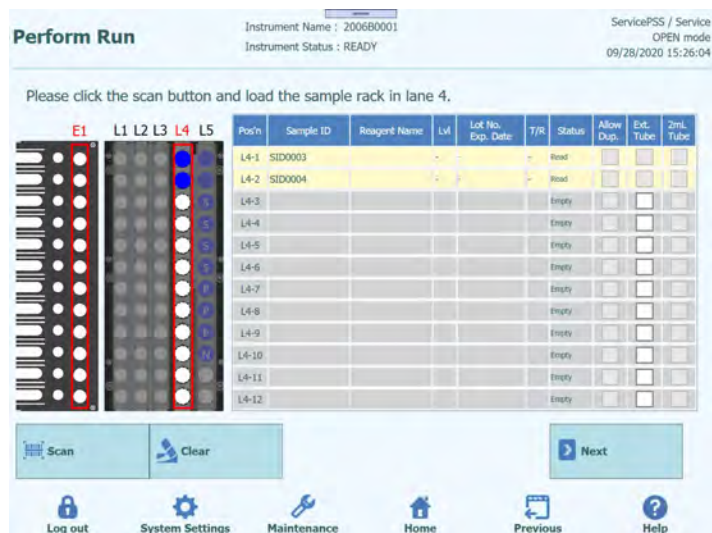 Perform Run
Instrument Name : 2006B0001
Instrument Status : READY
ServicePSS / Service
OPEN mode
09/28/2020 15:26:04
Please click the scan button and load the sample rack in lane 4.
E1 L1 L2 L3 L4 L5
Pos'n Sample ID Reagent Name Lvl Lot No. Exp. Date T/R Status Allow Dup. Ext. Tube 2mL Tube
L4-1 SID0003 - - - Read
L4-2 SID0004 - - - Read
L4-3 Empty
S
L4-4 Empty
S
L4-5 Empty
S
L4-6 Empty
S
L4-7 Empty
P
L4-8 Empty
P
L4-9 Empty
P
L4-10 Empty
N
L4-11 Empty
L4-12 Empty
Scan
Clear
Next
Log out
System Settings
Maintenance
Home
Previous
Help